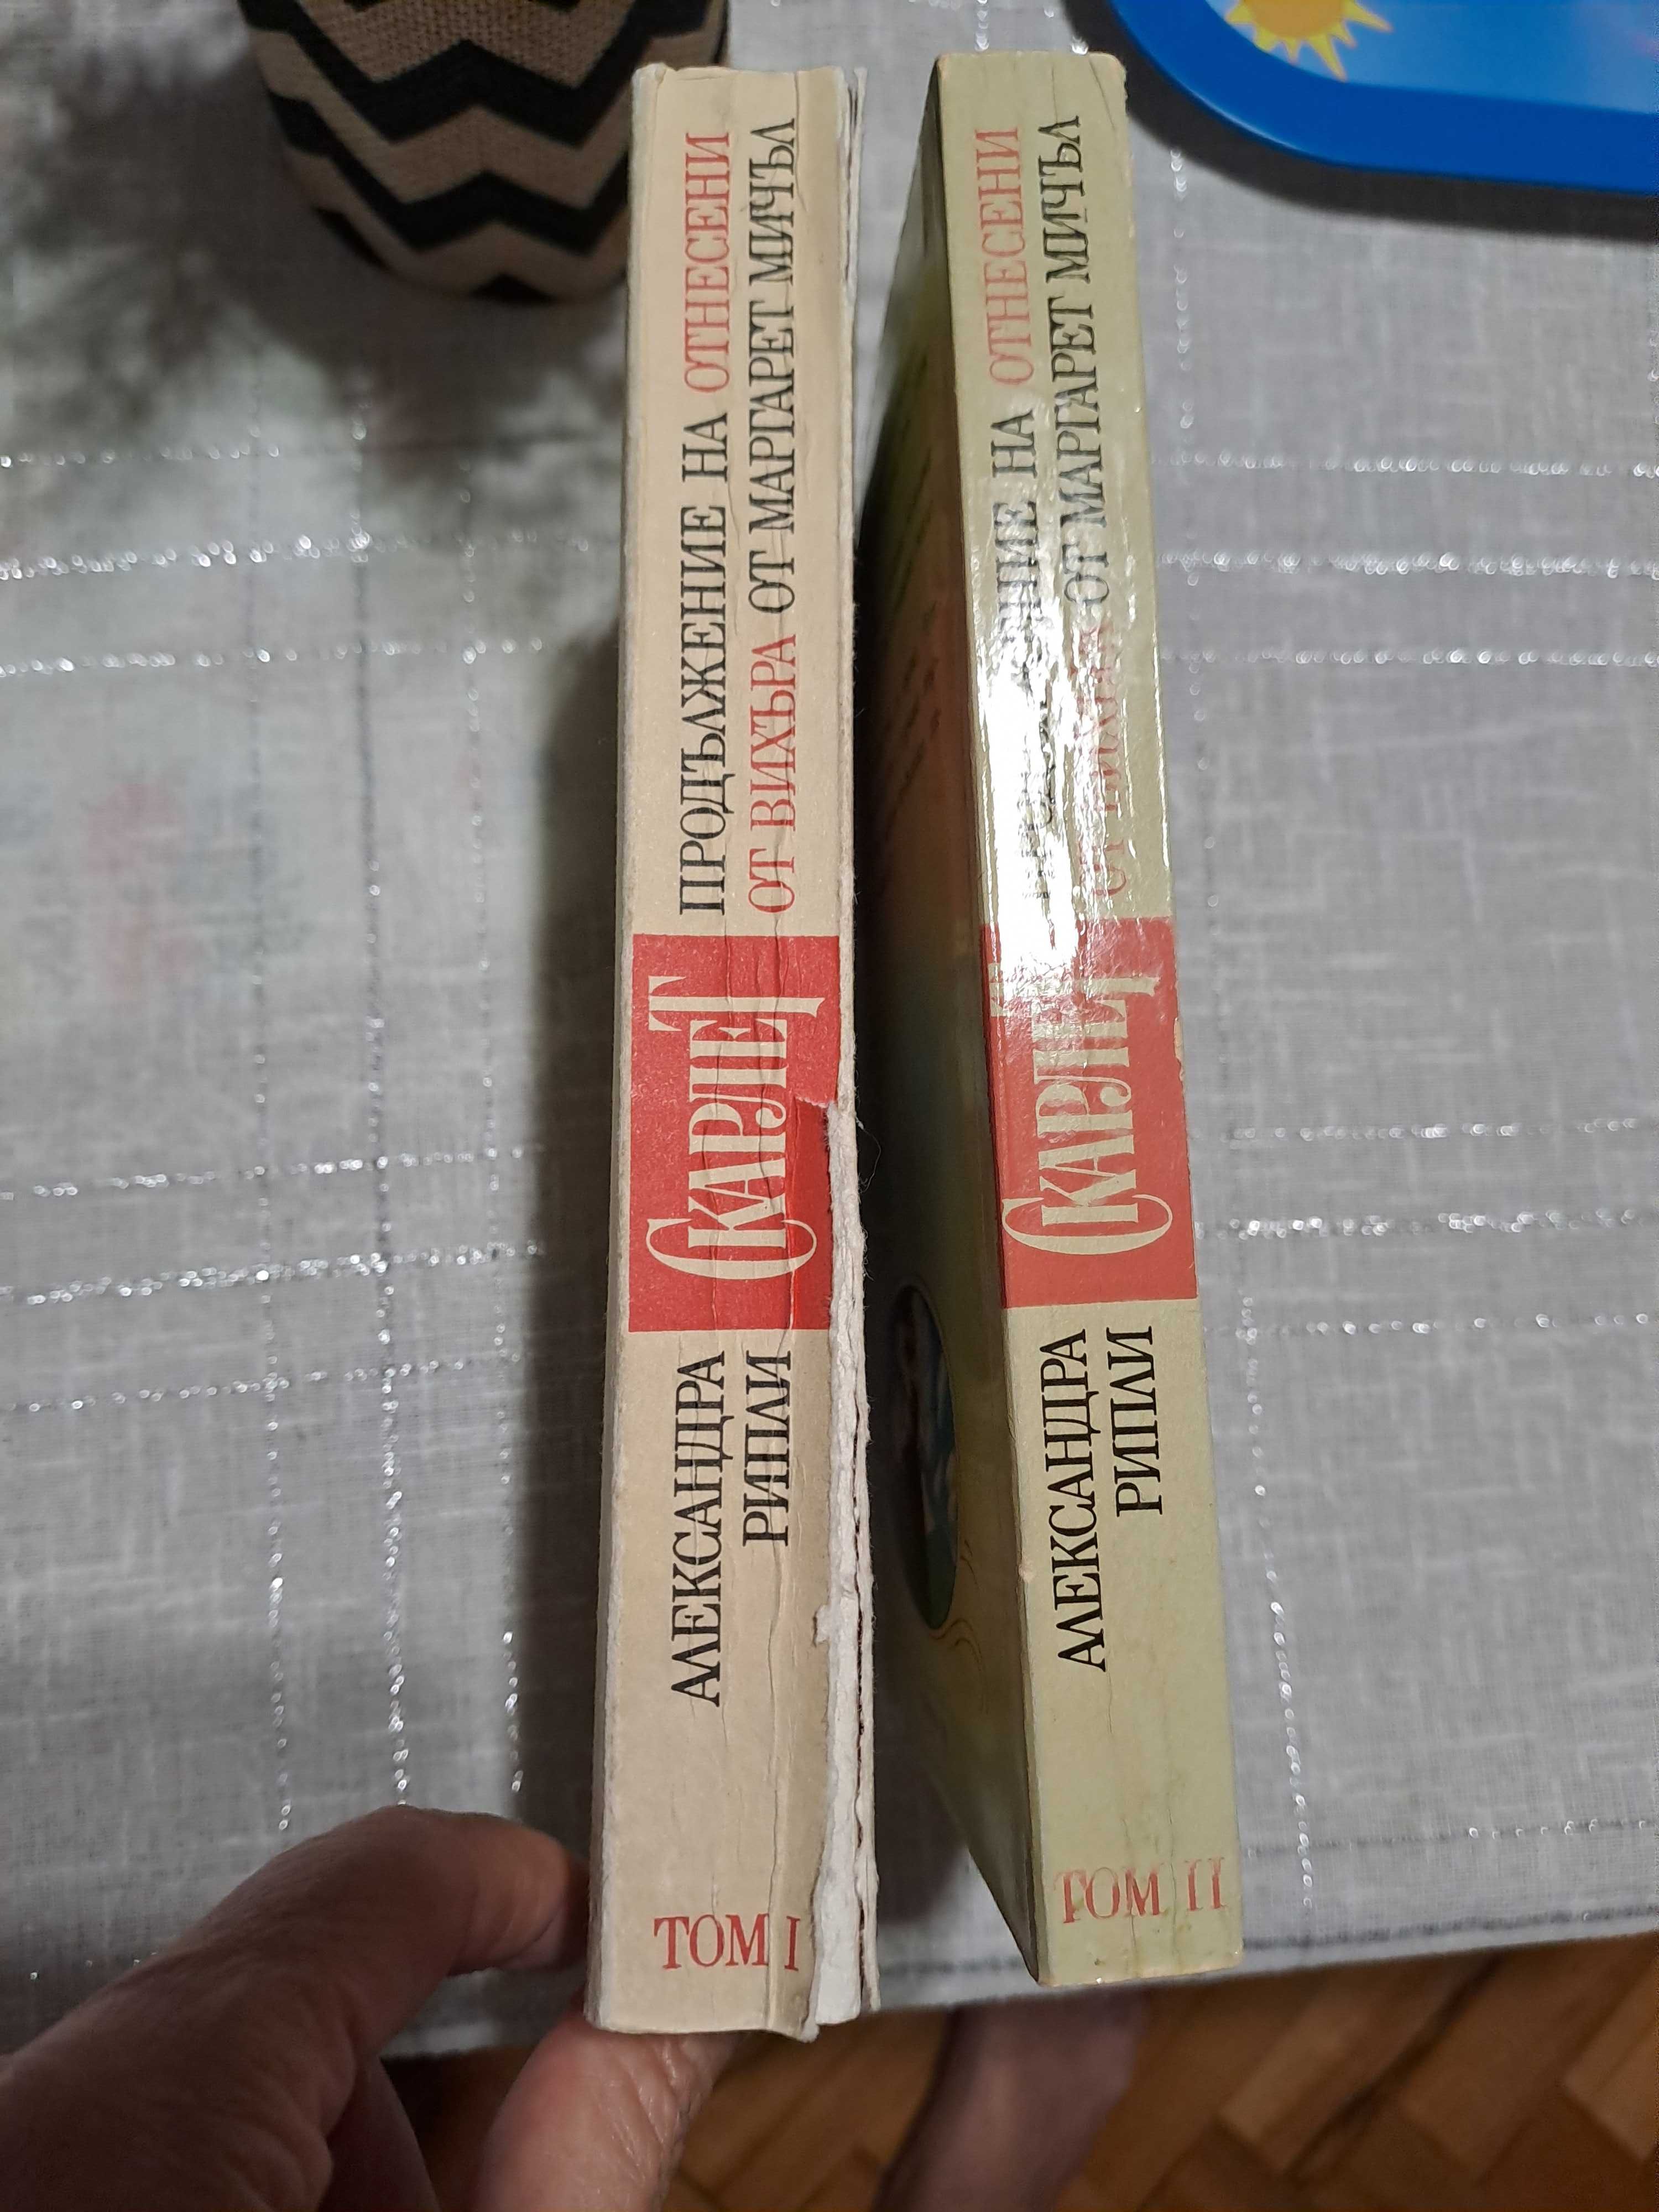 АЛЕКСАНДРА
РИПЛИ
СКАРЛЕТ
ПРОДЪЛЖЕНИЕ НА ОТНЕСЕНИ
ОТ ВИХЪРА ОТ МАРГАРЕТ МИЧЪЛ
ТОМ I
АЛЕКСАНДРА
РИПЛИ
СКАРЛЕТ
НА ОТНЕСЕНИ
ОТ МАРГАРЕТ МИЧЪЛ
ТОМ II